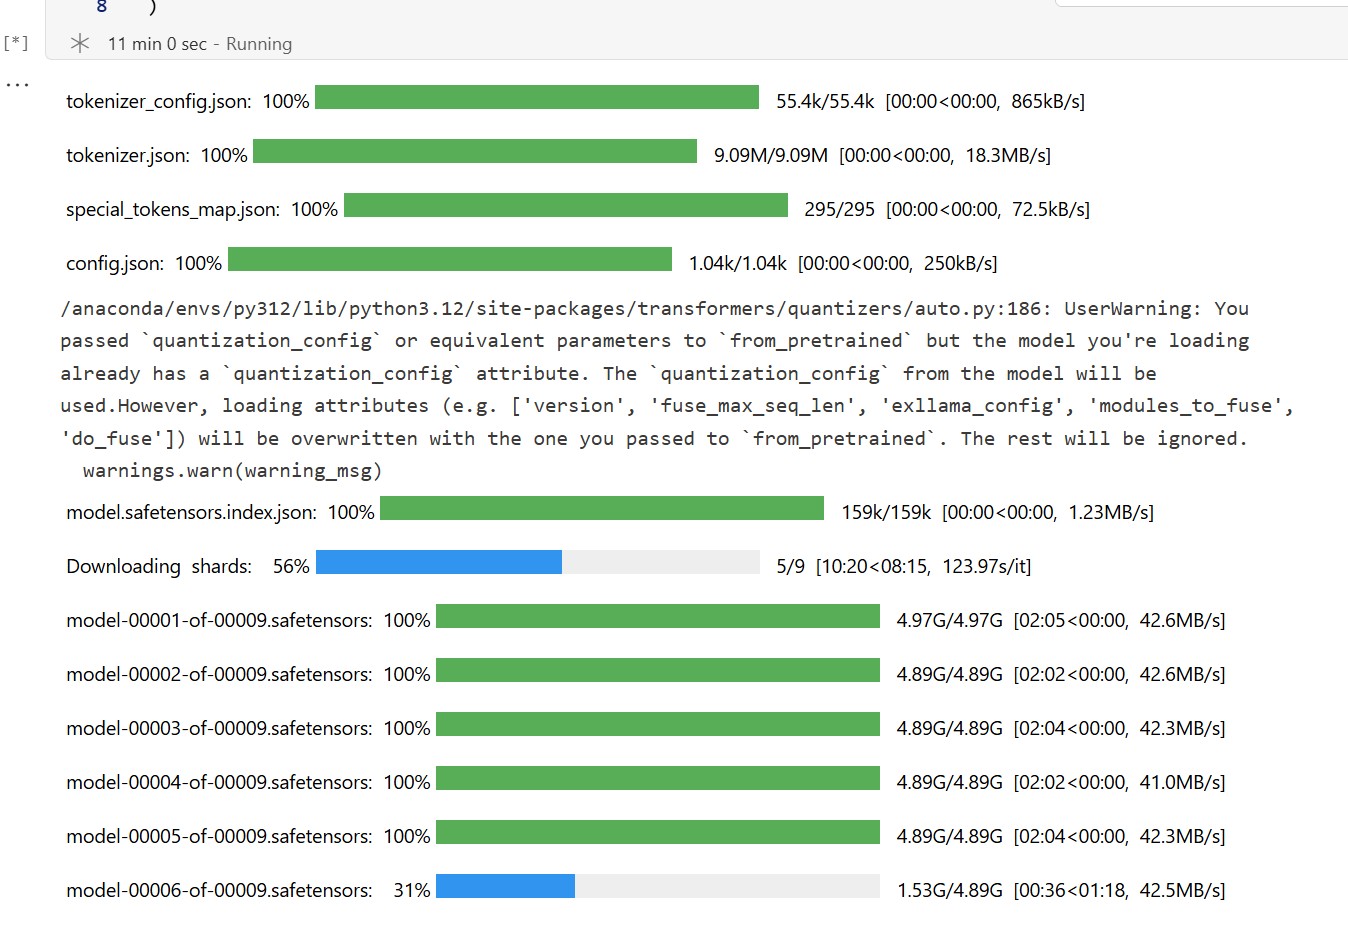 8 )
[*] 11 min 0 sec - Running
...
tokenizer_config.json: 100% 55.4k/55.4k [00:00<00:00, 865kB/s]
tokenizer.json: 100% 9.09M/9.09M [00:00<00:00, 18.3MB/s]
special_tokens_map.json: 100% 295/295 [00:00<00:00, 72.5kB/s]
config.json: 100% 1.04k/1.04k [00:00<00:00, 250kB/s]
/anaconda/envs/py312/lib/python3.12/site-packages/transformers/quantizers/auto.py:186: UserWarning: You
passed `quantization_config` or equivalent parameters to `from_pretrained` but the model you're loading
already has a `quantization_config` attribute. The `quantization_config` from the model will be
used.However, loading attributes (e.g. ['version', 'fuse_max_seq_len', 'exllama_config', 'modules_to_fuse',
'do_fuse']) will be overwritten with the one you passed to `from_pretrained`. The rest will be ignored.
  warnings.warn(warning_msg)
model.safetensors.index.json: 100% 159k/159k [00:00<00:00, 1.23MB/s]
Downloading shards: 56% 5/9 [10:20<08:15, 123.97s/it]
model-00001-of-00009.safetensors: 100% 4.97G/4.97G [02:05<00:00, 42.6MB/s]
model-00002-of-00009.safetensors: 100% 4.89G/4.89G [02:02<00:00, 42.6MB/s]
model-00003-of-00009.safetensors: 100% 4.89G/4.89G [02:04<00:00, 42.3MB/s]
model-00004-of-00009.safetensors: 100% 4.89G/4.89G [02:02<00:00, 41.0MB/s]
model-00005-of-00009.safetensors: 100% 4.89G/4.89G [02:04<00:00, 42.3MB/s]
model-00006-of-00009.safetensors: 31% 1.53G/4.89G [00:36<01:18, 42.5MB/s]